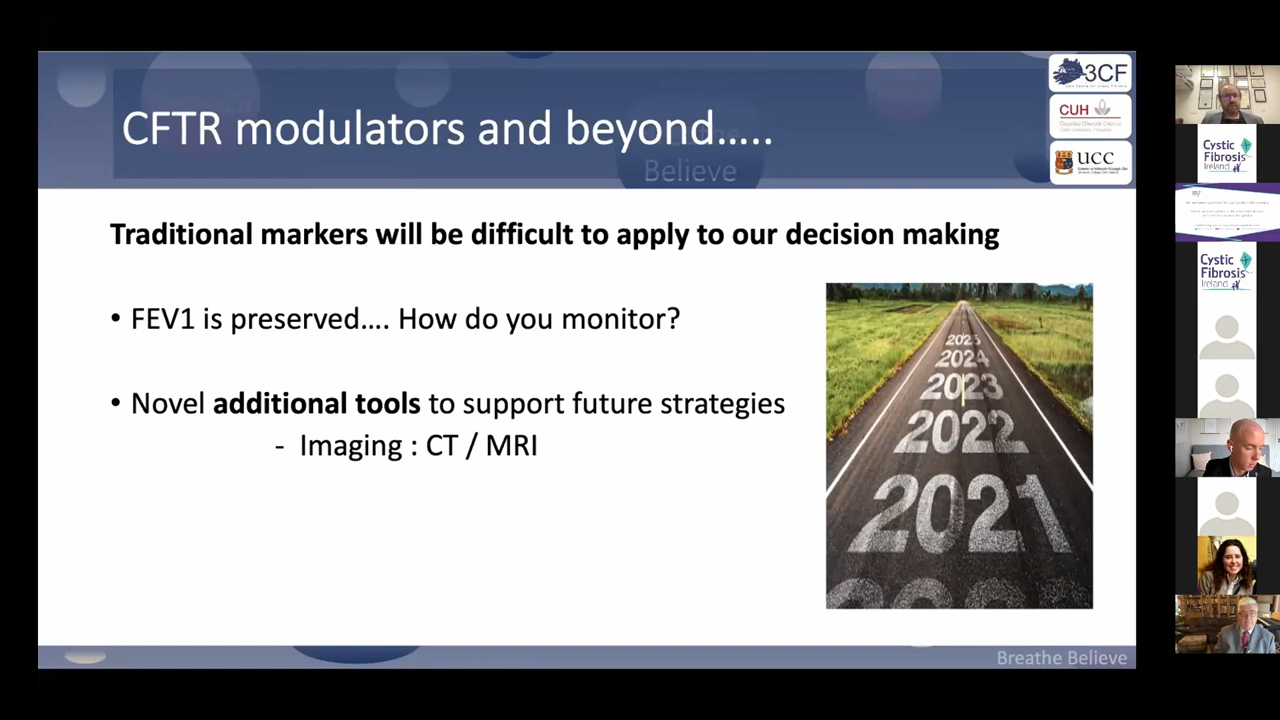 CFTR modulators and beyond…..
Believe
3CF
CUH
UCC
Traditional markers will be difficult to apply to our decision making
• FEV1 is preserved…. How do you monitor?
• Novel additional tools to support future strategies
- Imaging : CT / MRI
2025
2024
2023
2022
2021
Breathe Believe
Cystic
Fibrosis
Ireland
Cystic
Fibrosis
Ireland